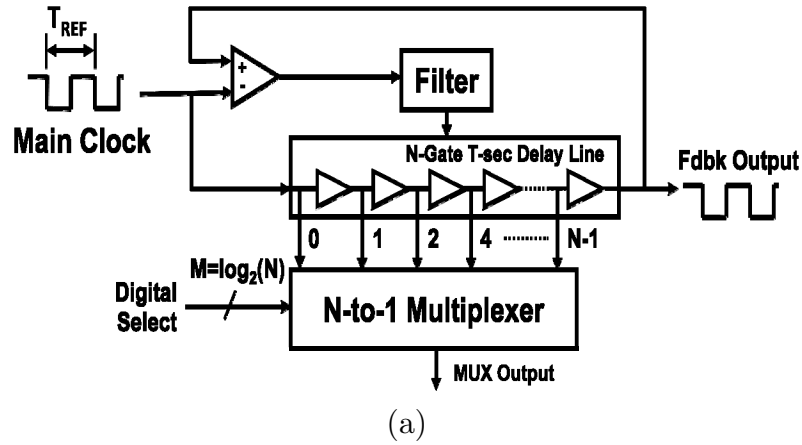 T_REF
Main Clock
+
-
Filter
N-Gate T-sec Delay Line
Fdbk Output
0 1 2 4 ........ N-1
M=log₂(N)
Digital
Select
N-to-1 Multiplexer
MUX Output
(a)